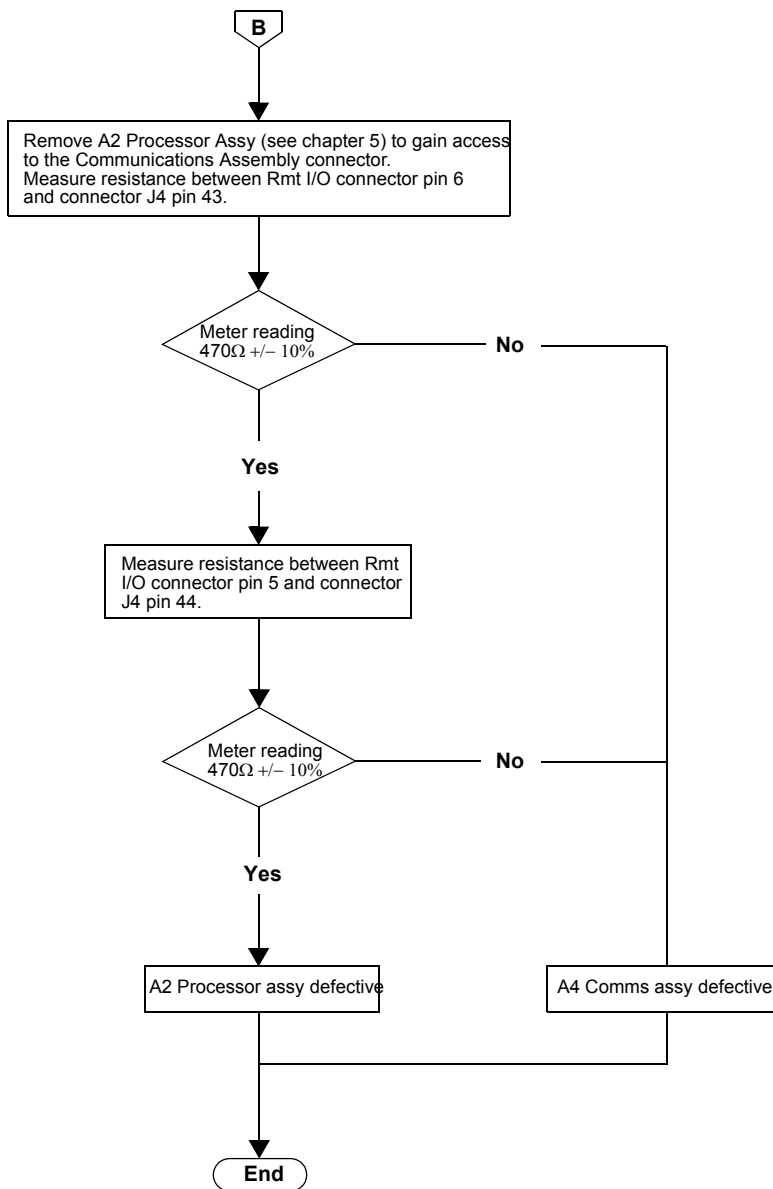 B
Remove A2 Processor Assy (see chapter 5) to gain access
to the Communications Assembly connector.
Measure resistance between Rmt I/O connector pin 6
and connector J4 pin 43.
Meter reading
470Ω +/− 10%
No
Yes
Measure resistance between Rmt
I/O connector pin 5 and connector
J4 pin 44.
Meter reading
470Ω +/− 10%
No
Yes
A2 Processor assy defective
A4 Comms assy defective
End